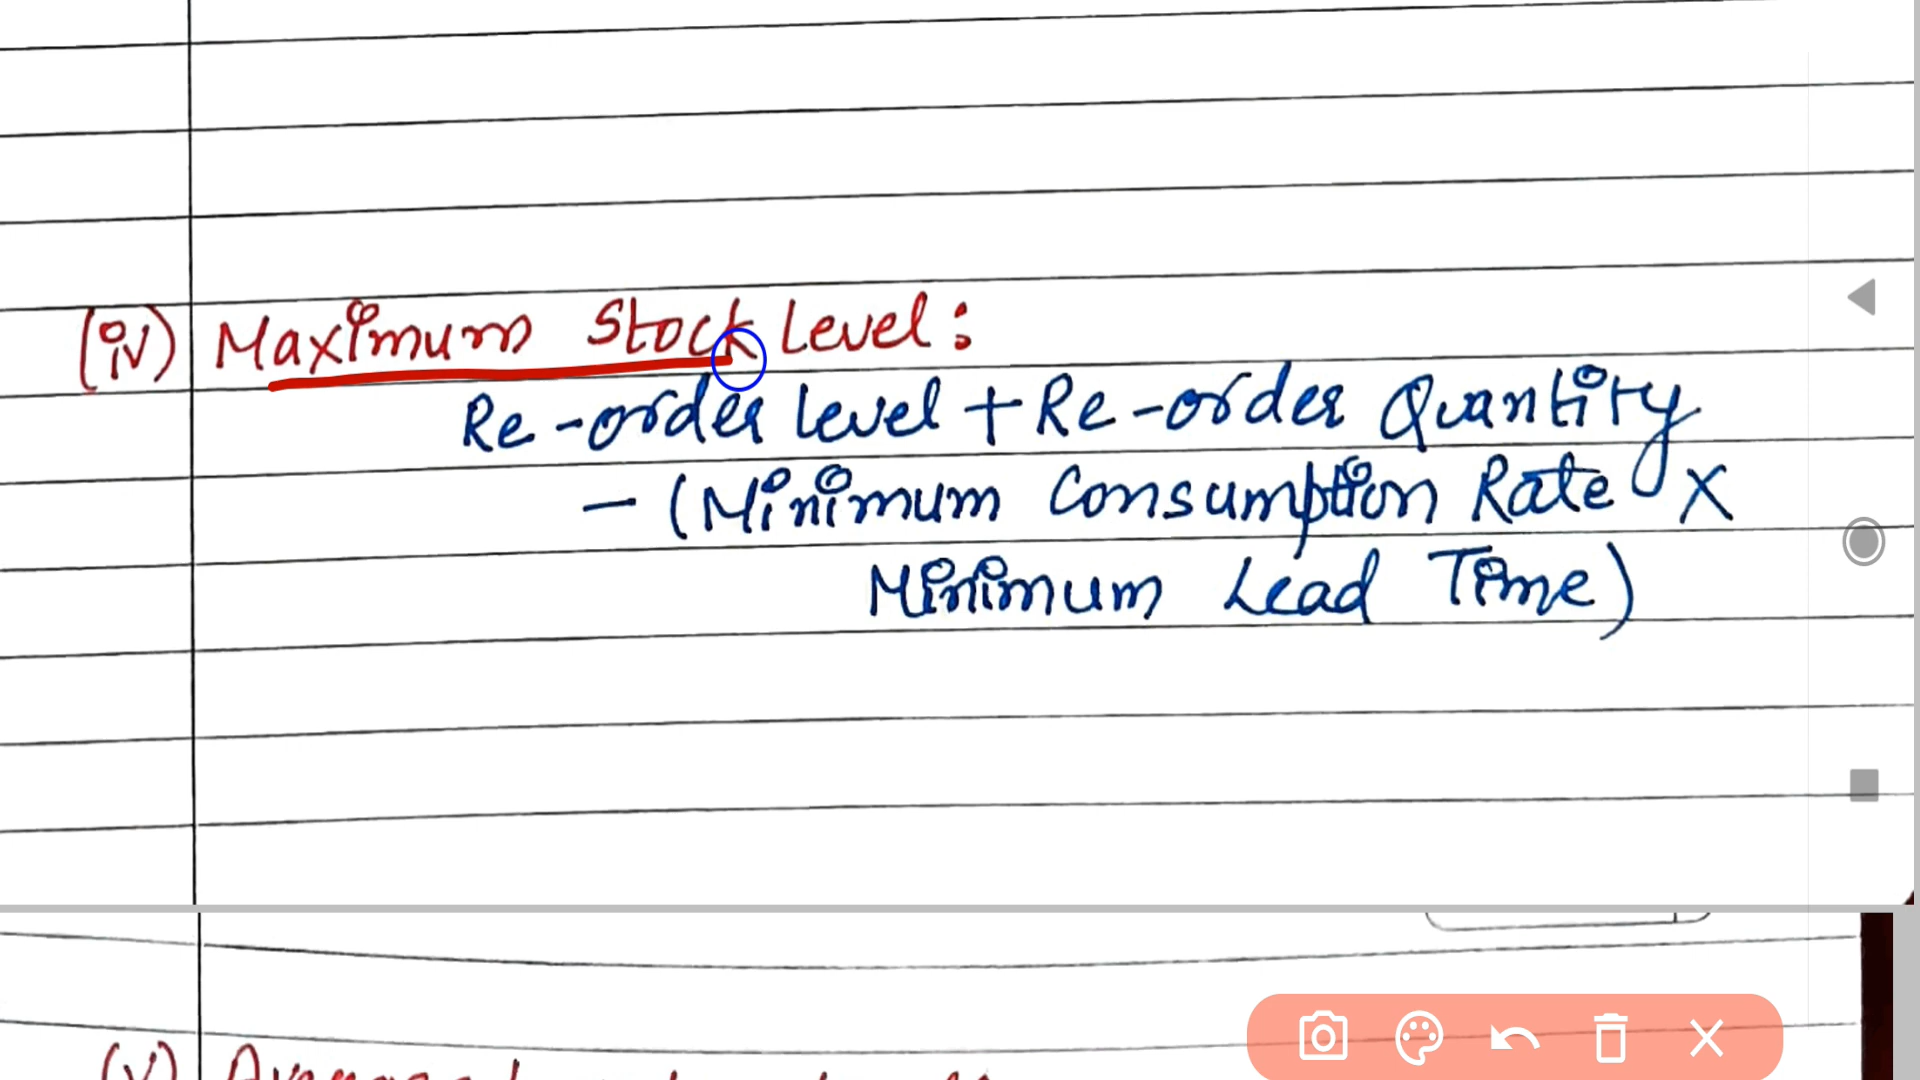 (iv) Maximum Stock Level:
Re-order level + Re-order Quantity
- (Minimum Consumption Rate x
Minimum Lead Time)
(v)